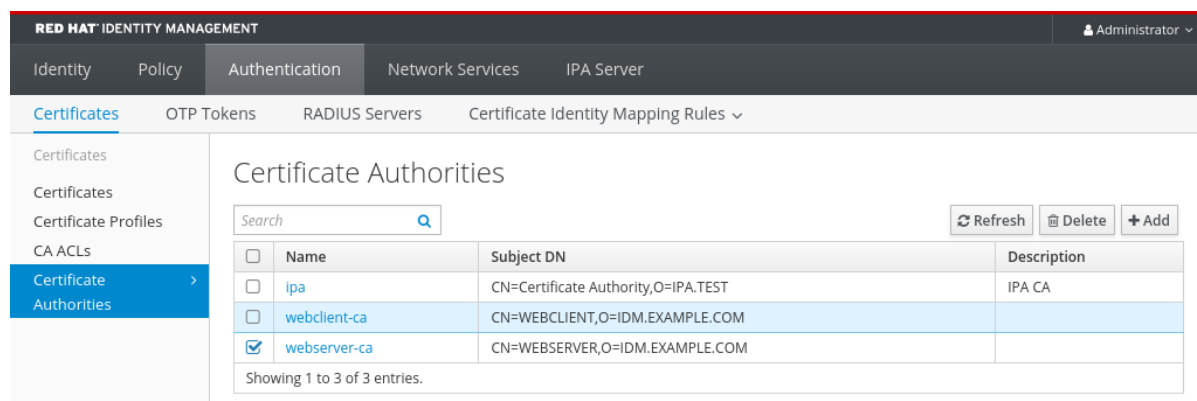 RED HAT® IDENTITY MANAGEMENT
Administrator
Identity Policy Authentication Network Services IPA Server
Certificates OTP Tokens RADIUS Servers Certificate Identity Mapping Rules
Certificates
Certificates
Certificate Profiles
CA ACLs
Certificate
Authorities
Certificate Authorities
Search
Refresh Delete Add
Name Subject DN Description
ipa CN=Certificate Authority,O=IPA.TEST IPA CA
webclient-ca CN=WEBCLIENT,O=IDM.EXAMPLE.COM
webserver-ca CN=WEBSERVER,O=IDM.EXAMPLE.COM
Showing 1 to 3 of 3 entries.